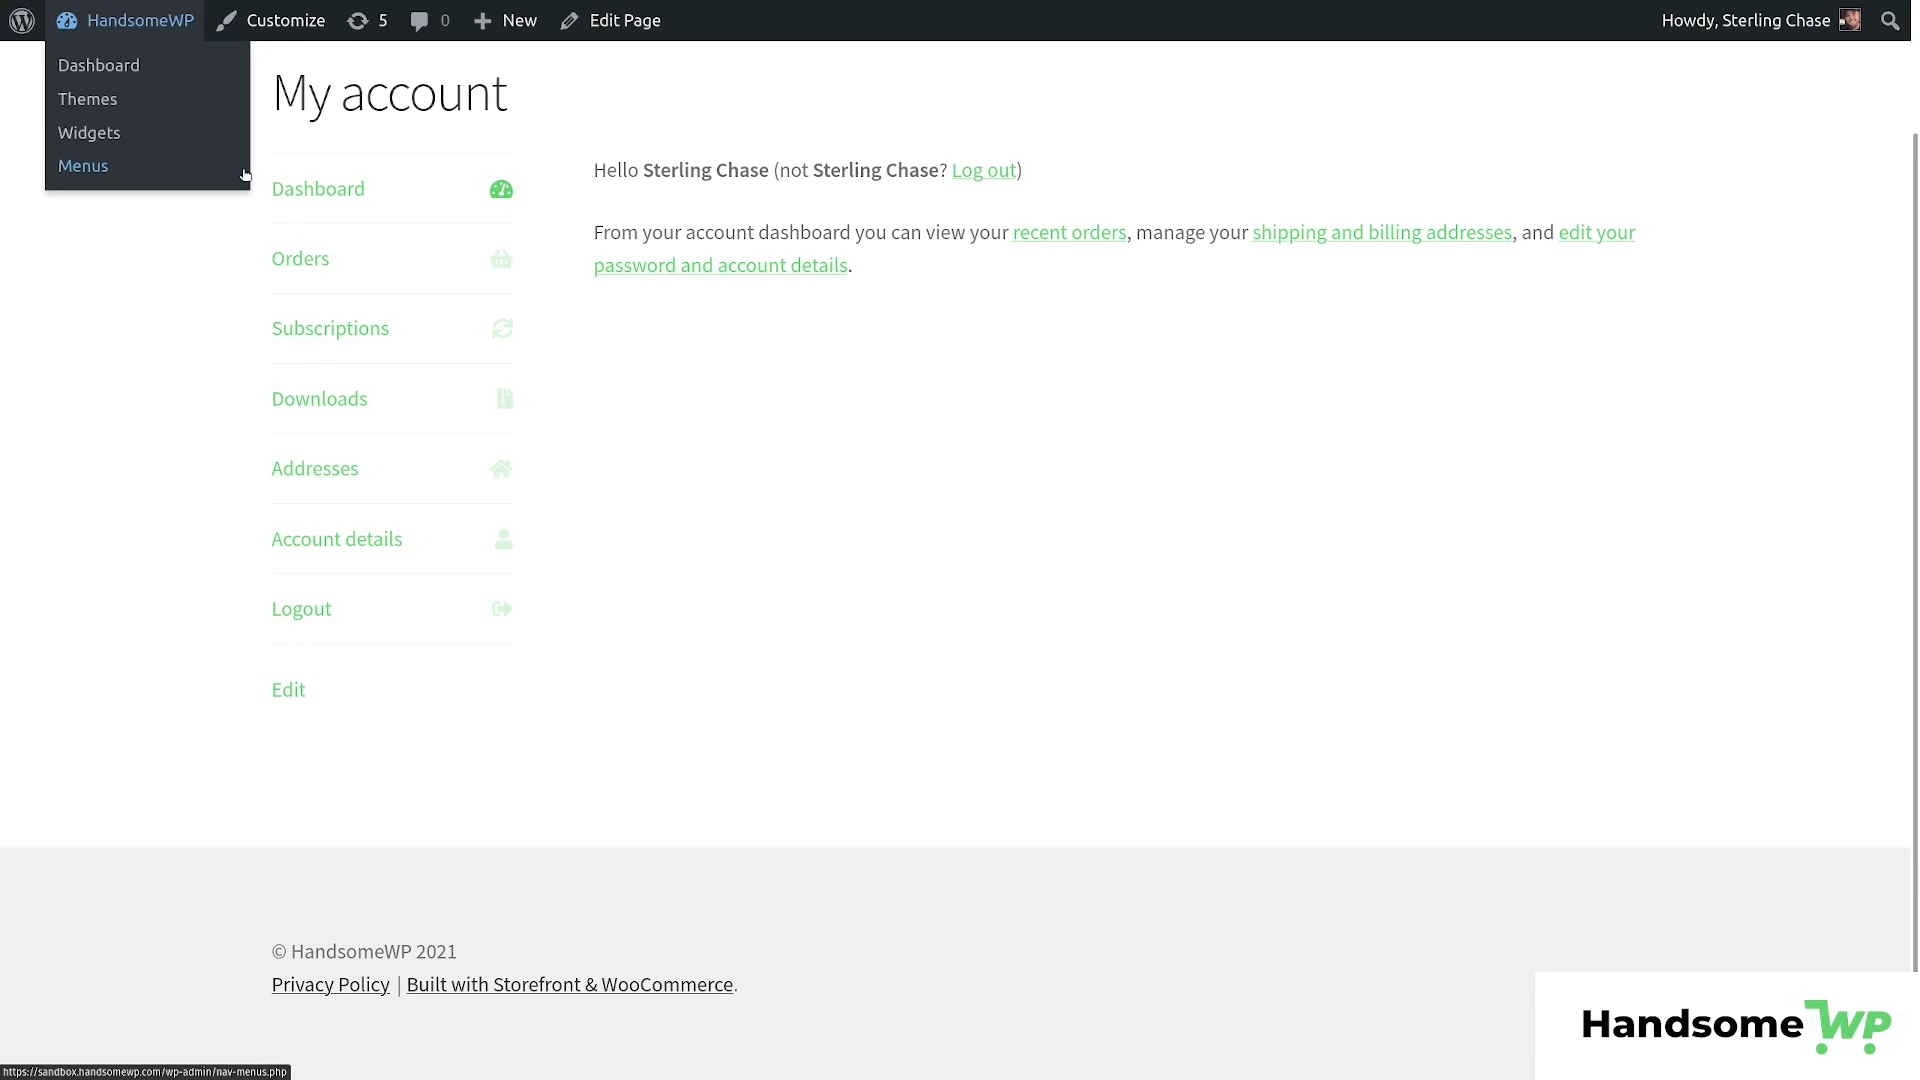 HandsomeWP Customize 5 0 New Edit Page Howdy, Sterling Chase
Dashboard
Themes
Widgets
Menus
My account
Dashboard
Orders
Subscriptions
Downloads
Addresses
Account details
Logout
Edit
Hello Sterling Chase (not Sterling Chase? Log out)
From your account dashboard you can view your recent orders, manage your shipping and billing addresses, and edit your
password and account details.
© HandsomeWP 2021
Privacy Policy | Built with Storefront & WooCommerce.
HandsomeWP
https://sandbox.handsomewp.com/wp-admin/nav-menus.php